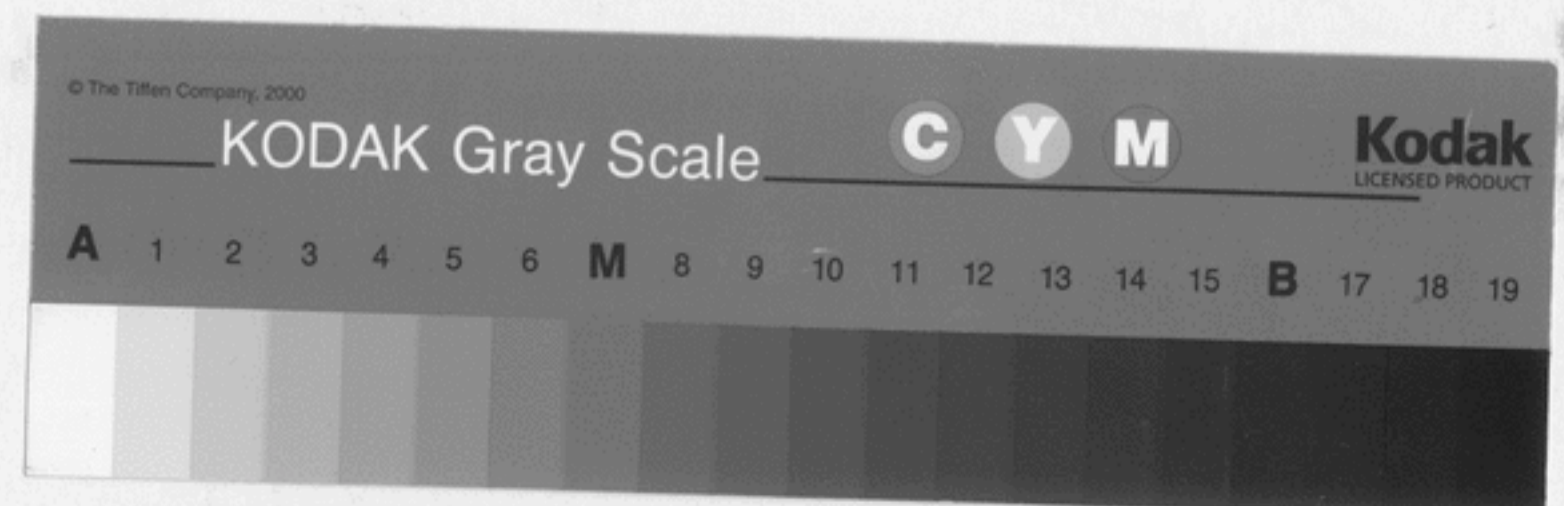 © The Tiffen Company, 2000
KODAK Gray Scale
C Y M
Kodak
LICENSED PRODUCT
A 1 2 3 4 5 6 M 8 9 10 11 12 13 14 15 B 17 18 19